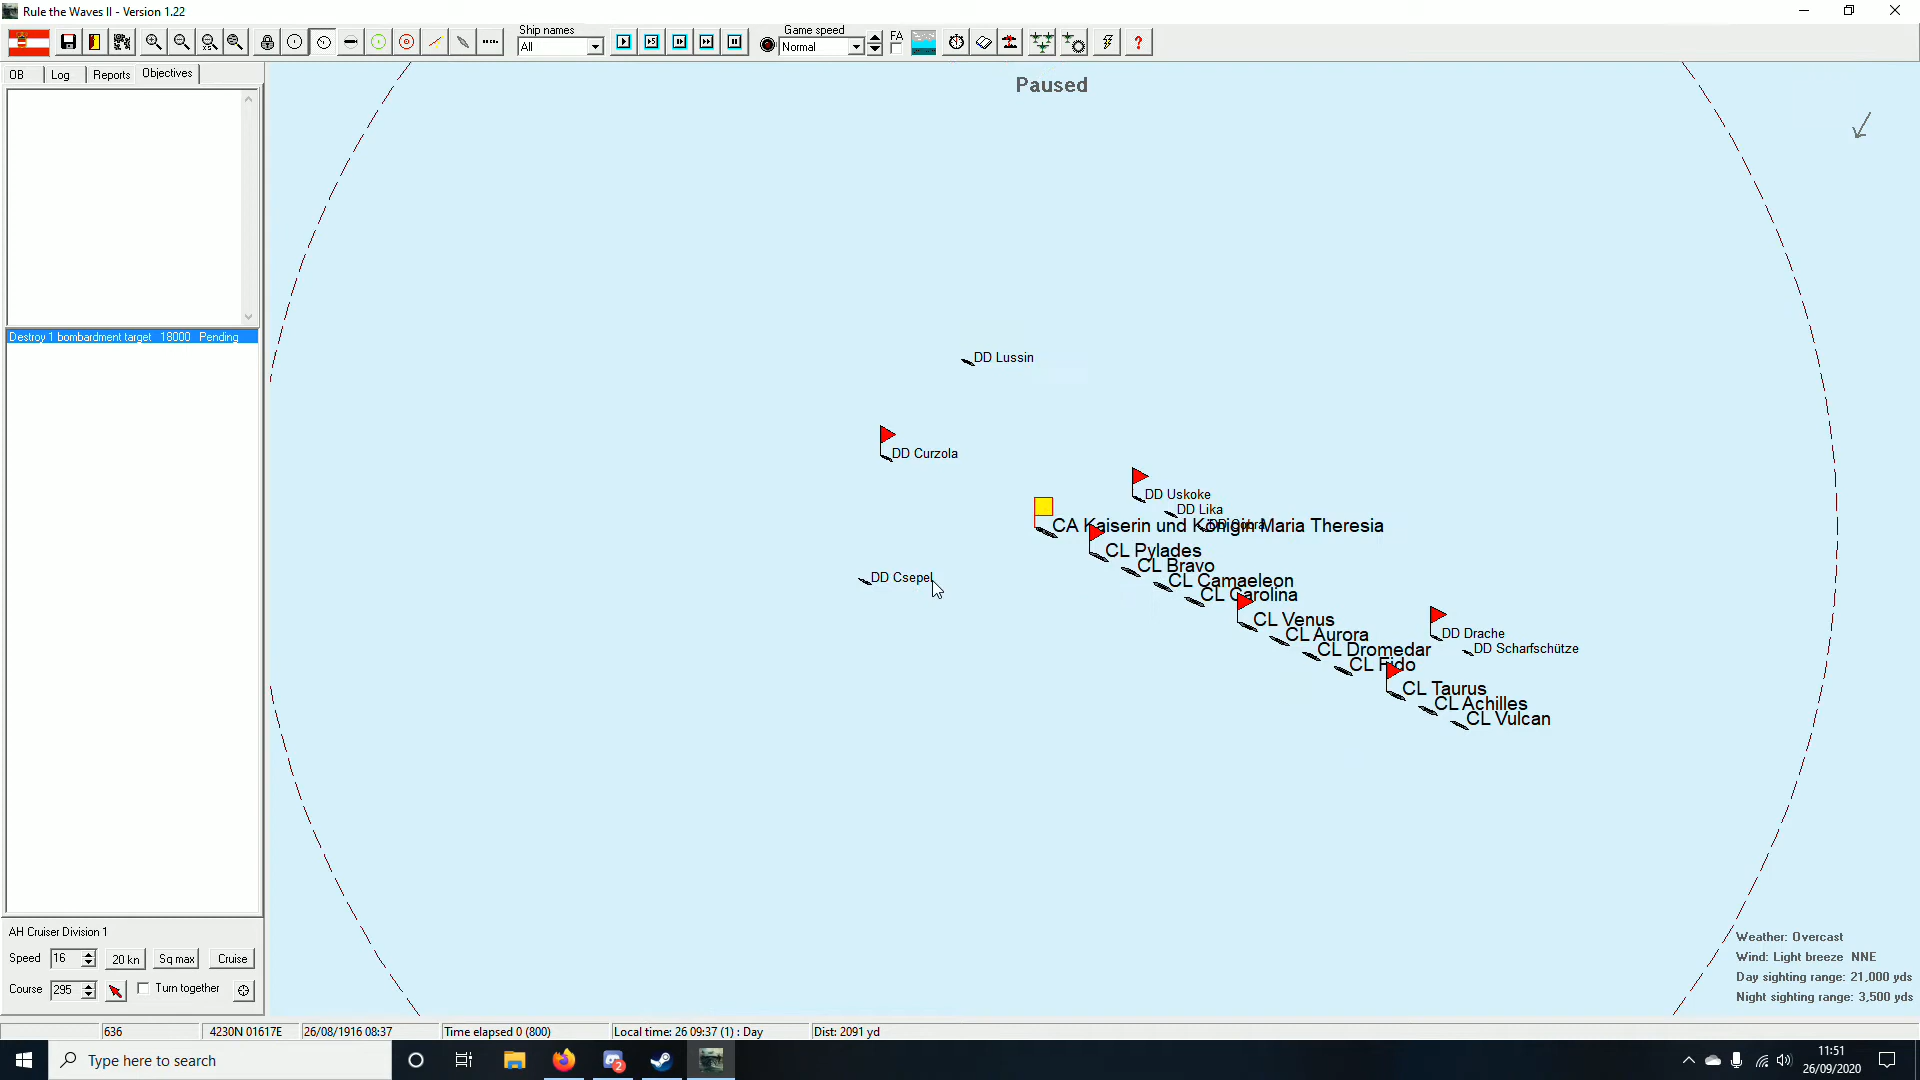 Rule the Waves II - Version 1.22
Ship names
All
Game speed
Normal
FA
OB
Log
Reports
Objectives
Paused
Destroy 1 bombardment target 18000 Pending
DD Lussin
DD Curzola
DD Uskoke
DD Lika
CA Kaiserin und Königin Maria Theresia
CL Pylades
CL Bravo
DD Csepel
CL Camaeleon
CL Carolina
CL Venus
CL Aurora
DD Drache
CL Dromedar
DD Scharfschütze
CL Fido
CL Taurus
CL Achilles
CL Vulcan
AH Cruiser Division 1
Speed 16 20 kn Sq max Cruise
Course 295 Turn together
Weather: Overcast
Wind: Light breeze NNE
Day sighting range: 21,000 yds
Night sighting range: 3,500 yds
636 4230N 01617E 26/08/1916 08:37 Time elapsed 0 (800) Local time: 26 09:37 (1) : Day Dist: 2091 yd
Type here to search
2
11:51
26/09/2020